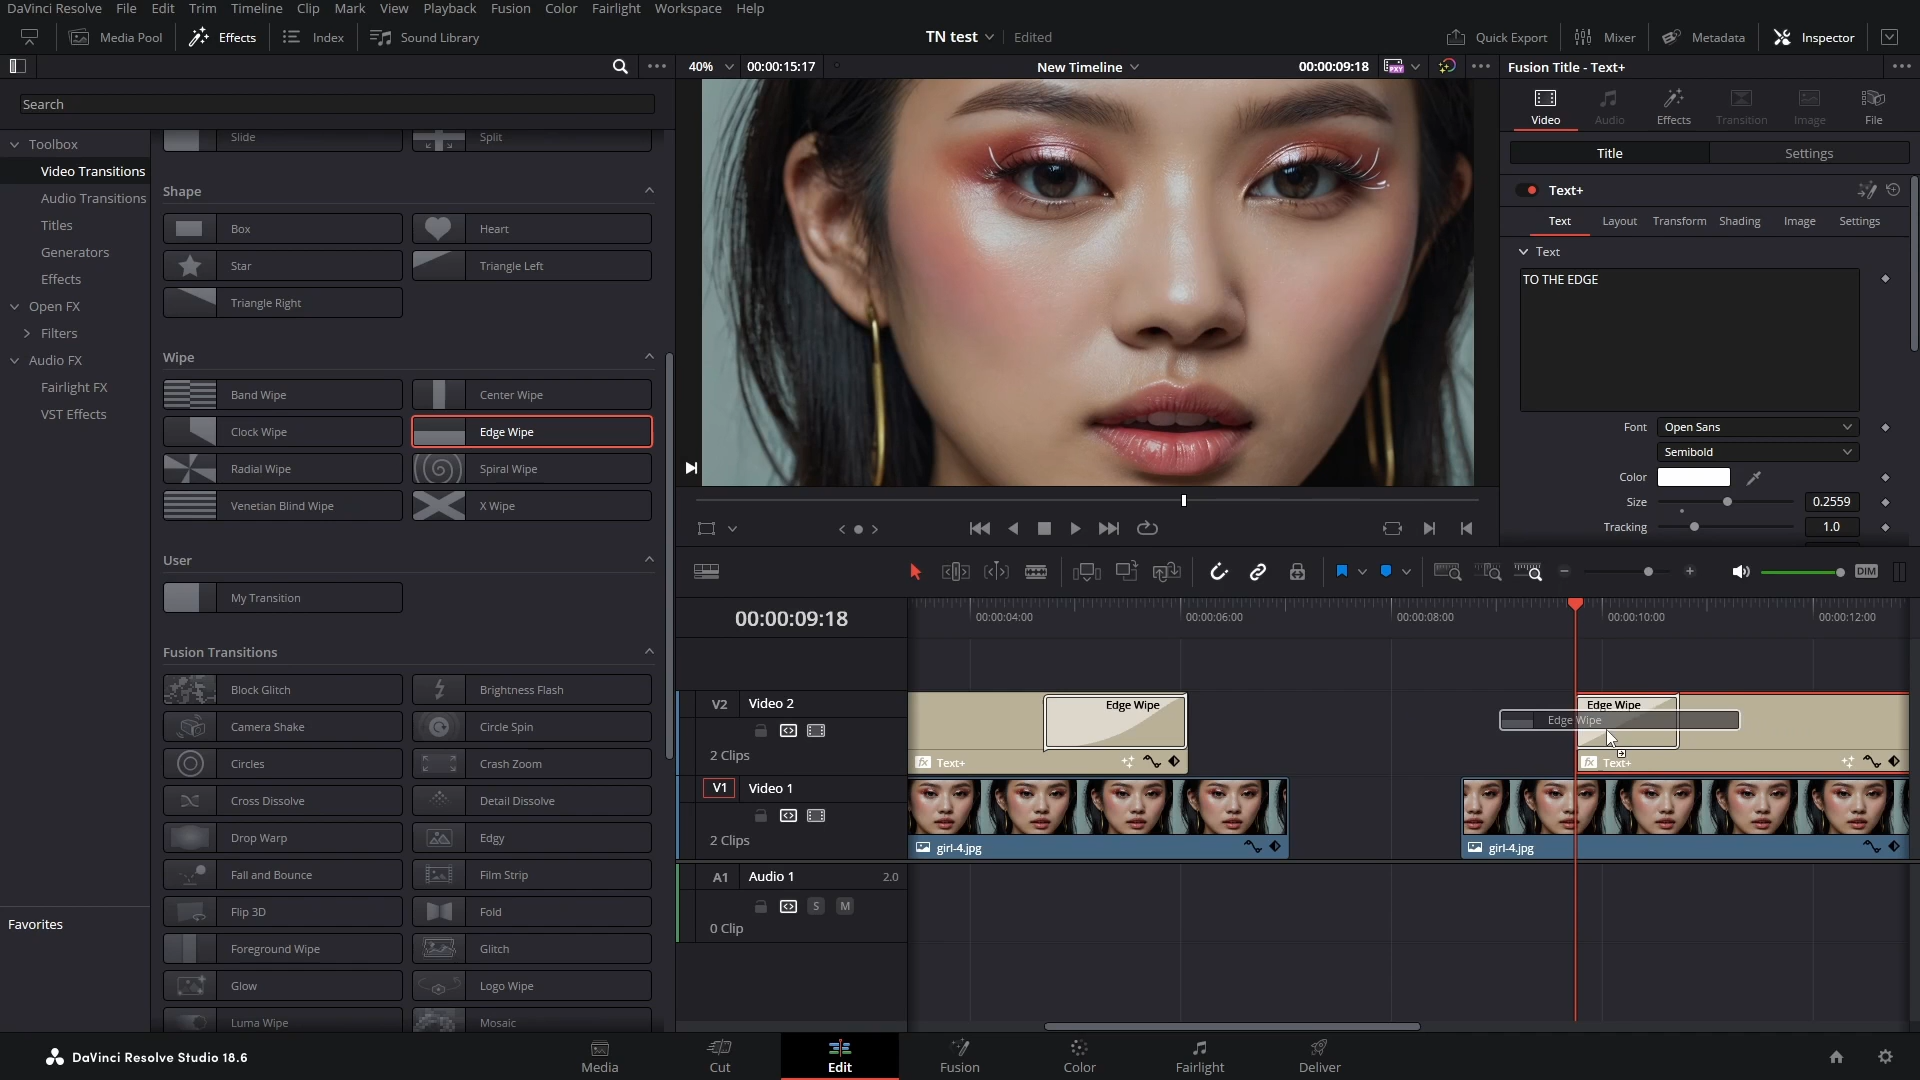 DaVinci Resolve File Edit Trim Timeline Clip Mark View Playback Fusion Color Fairlight Workspace Help
Media Pool Effects Index Sound Library TN test Edited Quick Export Mixer Metadata Inspector
40% 00:00:15:17 New Timeline 00:00:09:18 PXY Fusion Title - Text+
Search
Video Audio Effects Transition Image File
Title Settings
Text+
Text Layout Transform Shading Image Settings
Text
TO THE EDGE
Font Open Sans
Semibold
Color
Size 0.2559
Tracking 1.0
Toolbox
Video Transitions
Audio Transitions
Titles
Generators
Effects
Open FX
Filters
Audio FX
Fairlight FX
VST Effects
Favorites
Slide Split
Shape
Box Heart
Star Triangle Left
Triangle Right
Wipe
Band Wipe Center Wipe
Clock Wipe Edge Wipe
Radial Wipe Spiral Wipe
Venetian Blind Wipe X Wipe
User
My Transition
Fusion Transitions
Block Glitch Brightness Flash
Camera Shake Circle Spin
Circles Crash Zoom
Cross Dissolve Detail Dissolve
Drop Warp Edgy
Fall and Bounce Film Strip
Flip 3D Fold
Foreground Wipe Glitch
Glow Logo Wipe
Luma Wipe Mosaic
DIM
00:00:09:18 00:00:04:00 00:00:06:00 00:00:08:00 00:00:10:00 00:00:12:00
V2 Video 2 Edge Wipe Edge Wipe
Edge Wipe
2 Clips fx Text+ fx Text+
V1 Video 1
2 Clips girl-4.jpg girl-4.jpg
A1 Audio 1 2.0
S M
0 Clip
DaVinci Resolve Studio 18.6
Media Cut Edit Fusion Color Fairlight Deliver